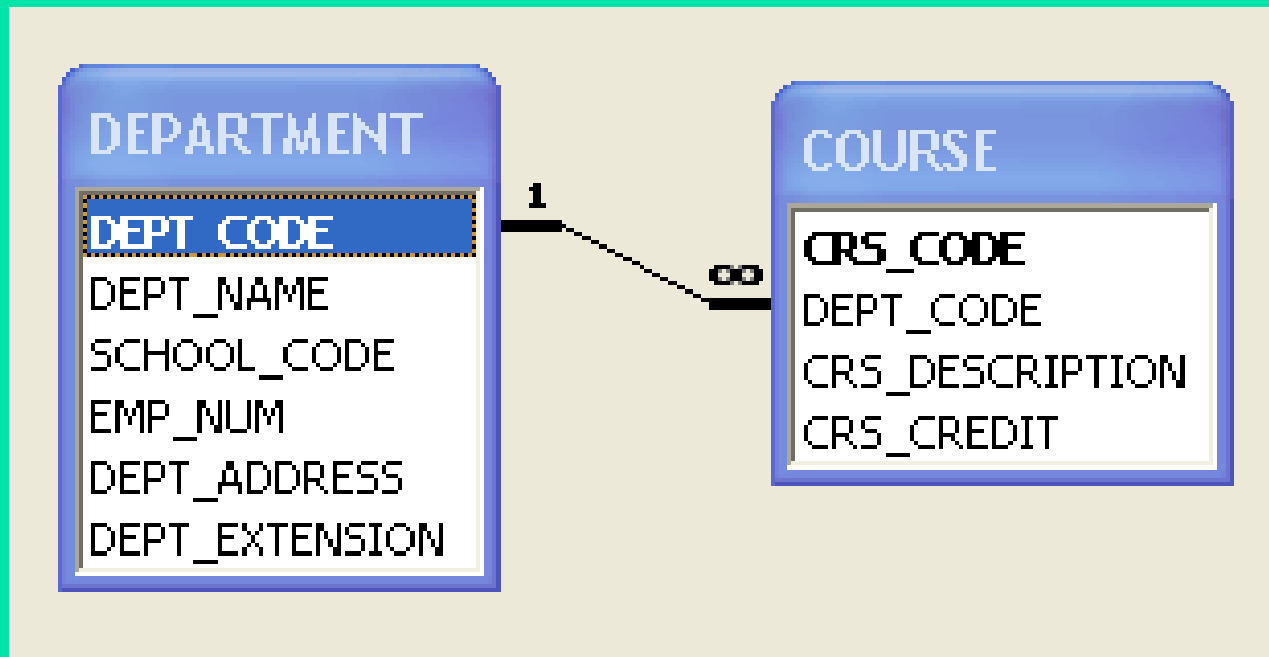 DEPARTMENT
DEPT_CODE
DEPT_NAME
SCHOOL_CODE
EMP_NUM
DEPT_ADDRESS
DEPT_EXTENSION
1
∞
COURSE
CRS_CODE
DEPT_CODE
CRS_DESCRIPTION
CRS_CREDIT